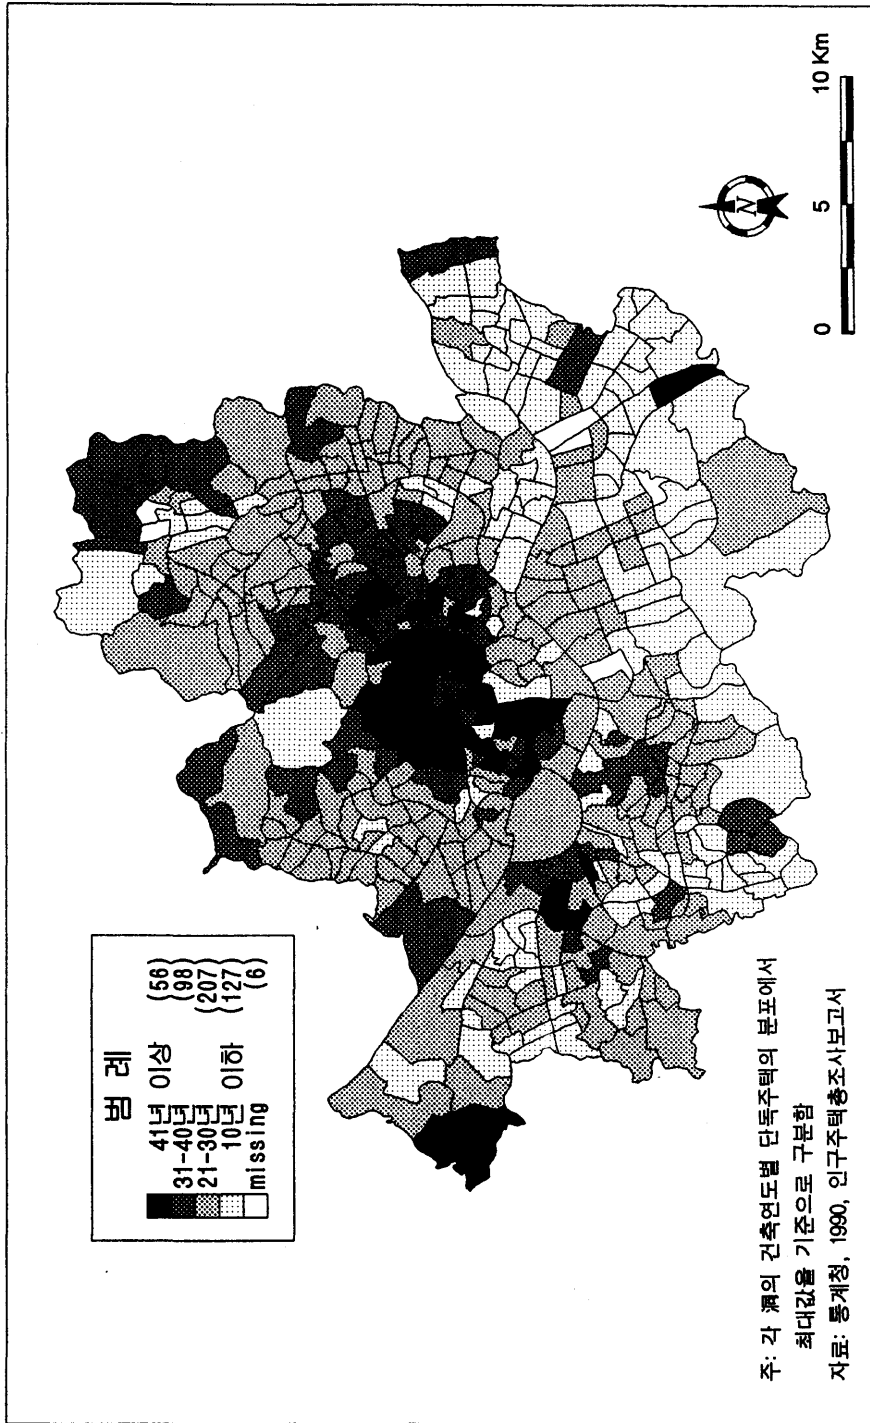 범 례
41년 이상 (56)
31-40년 (98)
21-30년 (207)
10년 이하 (127)
missing (6)
N
0 5 10 Km
주: 각 洞의 건축연도별 단독주택의 분포에서
최대값을 기준으로 구분함
자료: 통계청, 1990, 인구주택총조사보고서